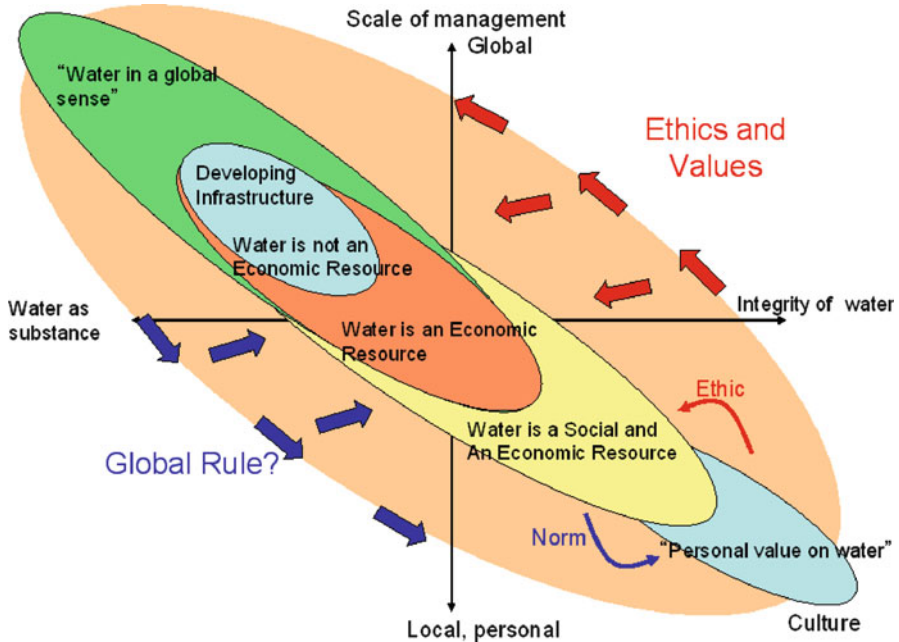 Scale of management
Global
“Water in a global
sense”
Ethics and
Values
Developing
Infrastructure
Water is not an
Economic Resource
Water as
substance
Integrity of water
Water is an Economic
Resource
Ethic
Water is a Social and
An Economic Resource
Global Rule?
Norm
“Personal value on water”
Culture
Local, personal